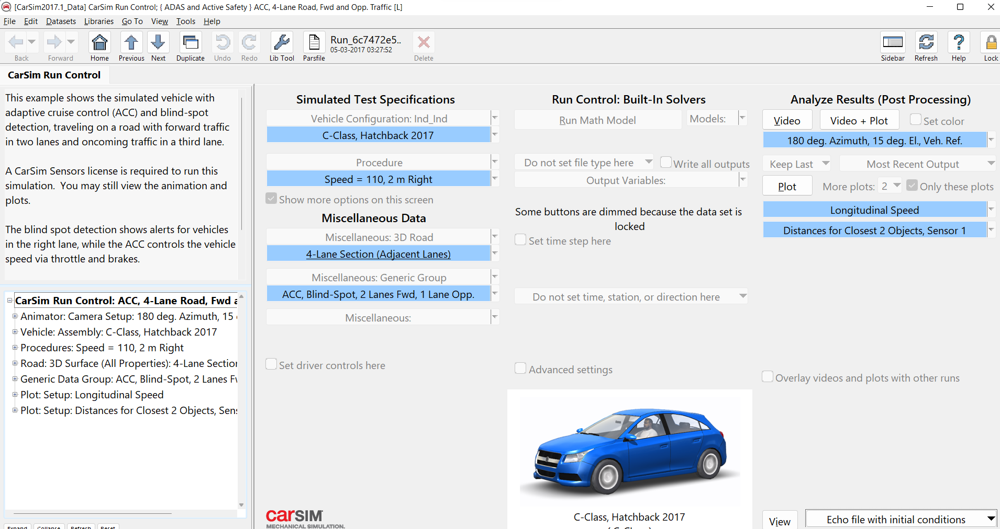 [CarSim2017.1_Data] CarSim Run Control; { ADAS and Active Safety } ACC, 4-Lane Road, Fwd and Opp. Traffic [L]
File Edit Datasets Libraries Go To View Tools Help
Back Forward Home Previous Next Duplicate Undo Redo Lib Tool Parsfile
Run_6c7472e5..
05-03-2017 03:27:52
Delete Sidebar Refresh Help Lock
CarSim Run Control
This example shows the simulated vehicle with
adaptive cruise control (ACC) and blind-spot
detection, traveling on a road with forward traffic
in two lanes and oncoming traffic in a third lane.
A CarSim Sensors license is required to run this
simulation. You may still view the animation and
plots.
The blind spot detection shows alerts for vehicles
in the right lane, while the ACC controls the vehicle
speed via throttle and brakes.
CarSim Run Control: ACC, 4-Lane Road, Fwd a
Animator: Camera Setup: 180 deg. Azimuth, 15
Vehicle: Assembly: C-Class, Hatchback 2017
Procedures: Speed = 110, 2 m Right
Road: 3D Surface (All Properties): 4-Lane Section
Generic Data Group: ACC, Blind-Spot, 2 Lanes Fw
Plot: Setup: Longitudinal Speed
Plot: Setup: Distances for Closest 2 Objects, Sens
Expand Collapse Refresh Reset
Simulated Test Specifications
Vehicle Configuration: Ind_Ind
C-Class, Hatchback 2017
Procedure
Speed = 110, 2 m Right
Show more options on this screen
Miscellaneous Data
Miscellaneous: 3D Road
4-Lane Section (Adjacent Lanes)
Miscellaneous: Generic Group
ACC, Blind-Spot, 2 Lanes Fwd, 1 Lane Opp.
Miscellaneous:
Set driver controls here
carSIM
MECHANICAL SIMULATION.
Run Control: Built-In Solvers
Run Math Model Models:
Do not set file type here Write all outputs
Output Variables:
Some buttons are dimmed because the data set is
locked
Set time step here
Do not set time, station, or direction here
Advanced settings
C-Class, Hatchback 2017
{ C-Class }
Analyze Results (Post Processing)
Video Video + Plot Set color
180 deg. Azimuth, 15 deg. El., Veh. Ref.
Keep Last Most Recent Output
Plot More plots: 2 Only these plots
Longitudinal Speed
Distances for Closest 2 Objects, Sensor 1
Overlay videos and plots with other runs
View Echo file with initial conditions